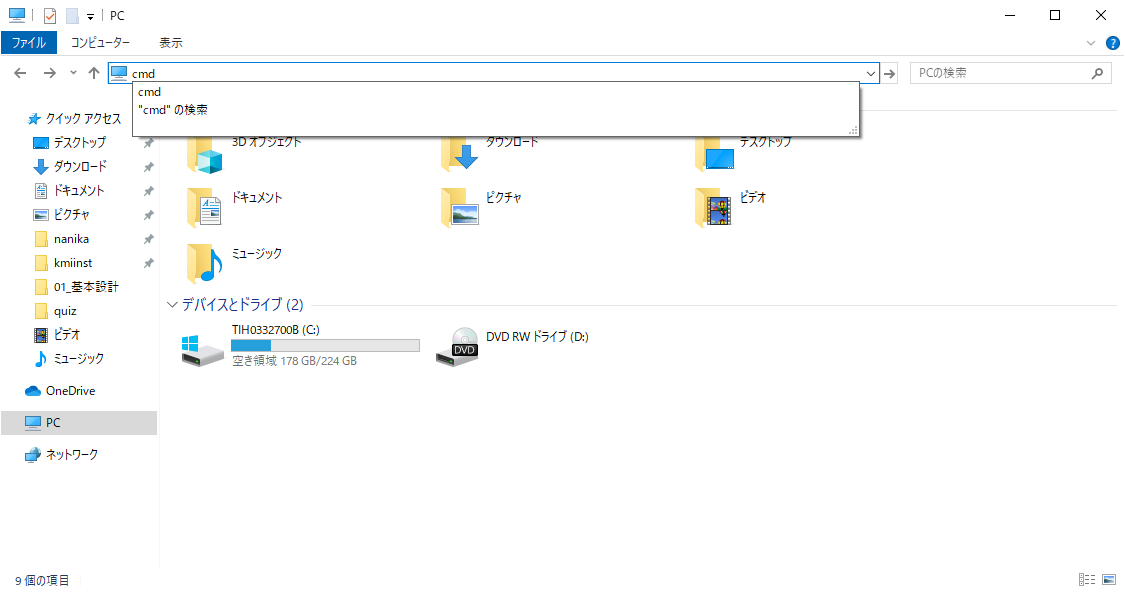 PC
ファイル
コンピューター
表示
cmd
PCの検索
cmd
"cmd" の検索
クイック アクセス
デスクトップ
ダウンロード
ドキュメント
ピクチャ
nanika
kmiinst
01_基本設計
quiz
ビデオ
ミュージック
OneDrive
PC
ネットワーク
3D オブジェクト
ダウンロード
デスクトップ
ドキュメント
ピクチャ
ビデオ
ミュージック
デバイスとドライブ (2)
TIH0332700B (C:)
空き領域 178 GB/224 GB
DVD RW ドライブ (D:)
DVD
9 個の項目